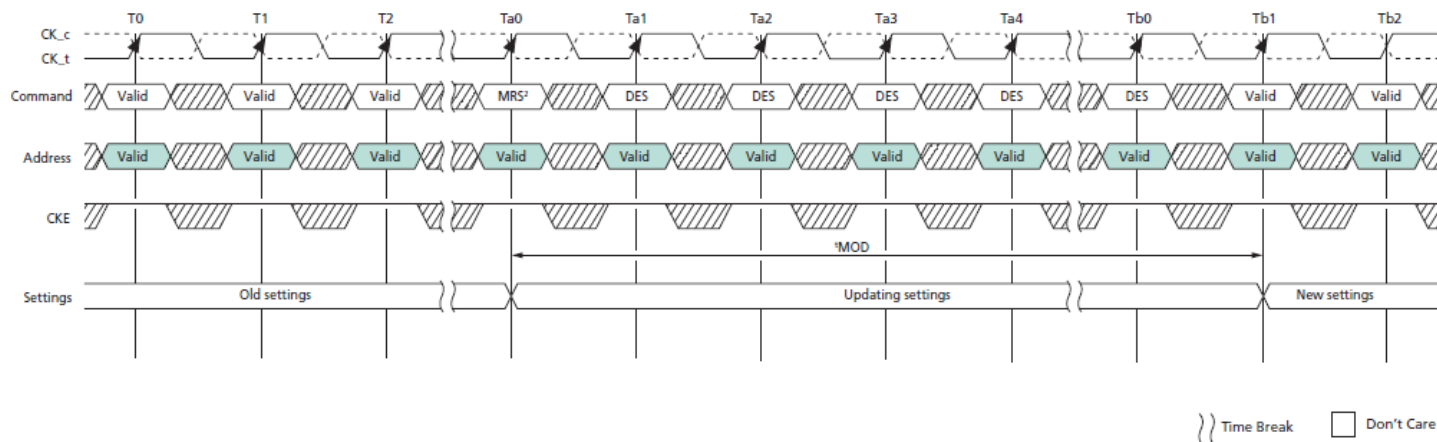 T0 T1 T2 Ta0 Ta1 Ta2 Ta3 Ta4 Tb0 Tb1 Tb2
CK_c
CK_t
Command Valid Valid Valid MRS² DES DES DES DES DES Valid Valid
Address Valid Valid Valid Valid Valid Valid Valid Valid Valid Valid Valid
CKE
ᵗMOD
Settings Old settings Updating settings New settings
Time Break Don't Care